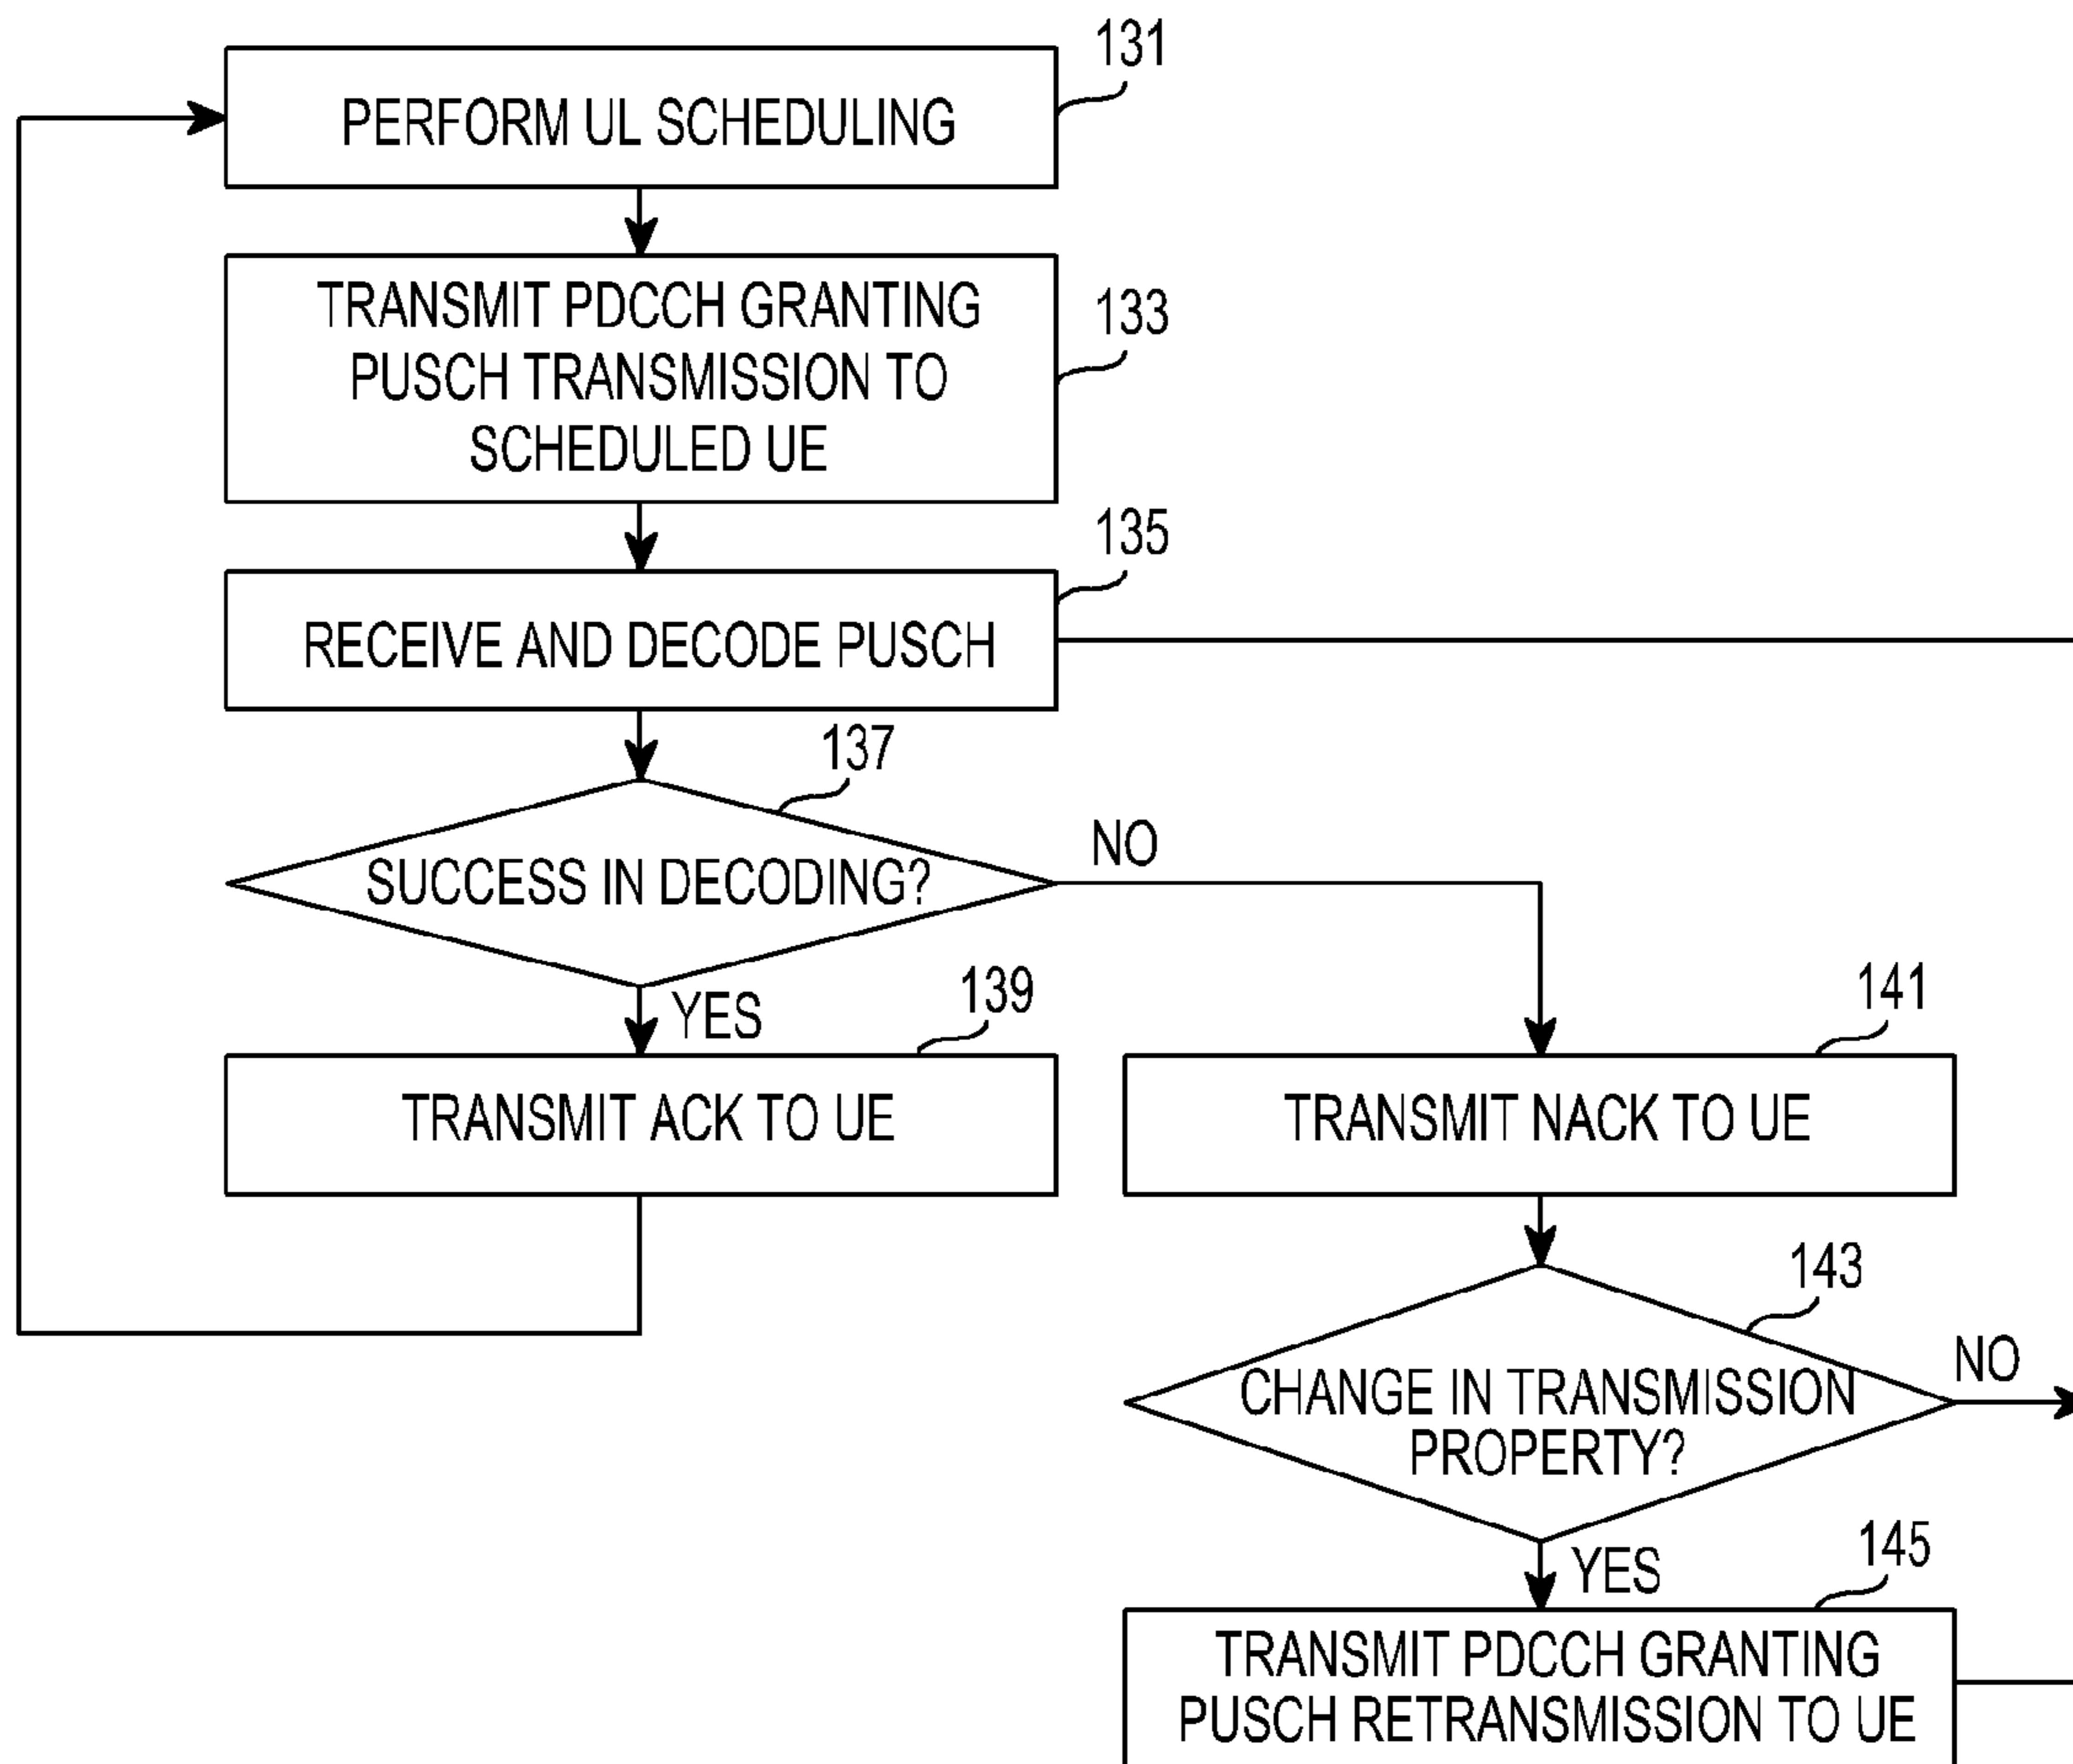 131
PERFORM UL SCHEDULING
133
TRANSMIT PDCCH GRANTING
PUSCH TRANSMISSION TO
SCHEDULED UE
135
RECEIVE AND DECODE PUSCH
137
SUCCESS IN DECODING?
NO
YES
139
TRANSMIT ACK TO UE
141
TRANSMIT NACK TO UE
143
CHANGE IN TRANSMISSION
PROPERTY?
NO
YES
145
TRANSMIT PDCCH GRANTING
PUSCH RETRANSMISSION TO UE